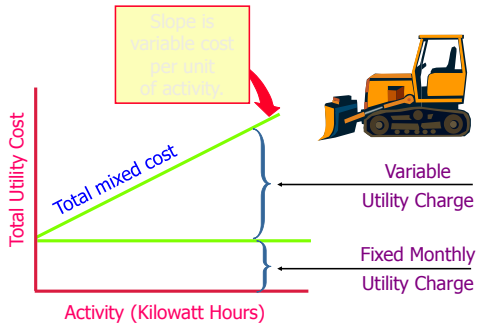 Slope is
variable cost
per unit
of activity.
Total Utility Cost
Total mixed cost
Variable
Utility Charge
Fixed Monthly
Utility Charge
Activity (Kilowatt Hours)